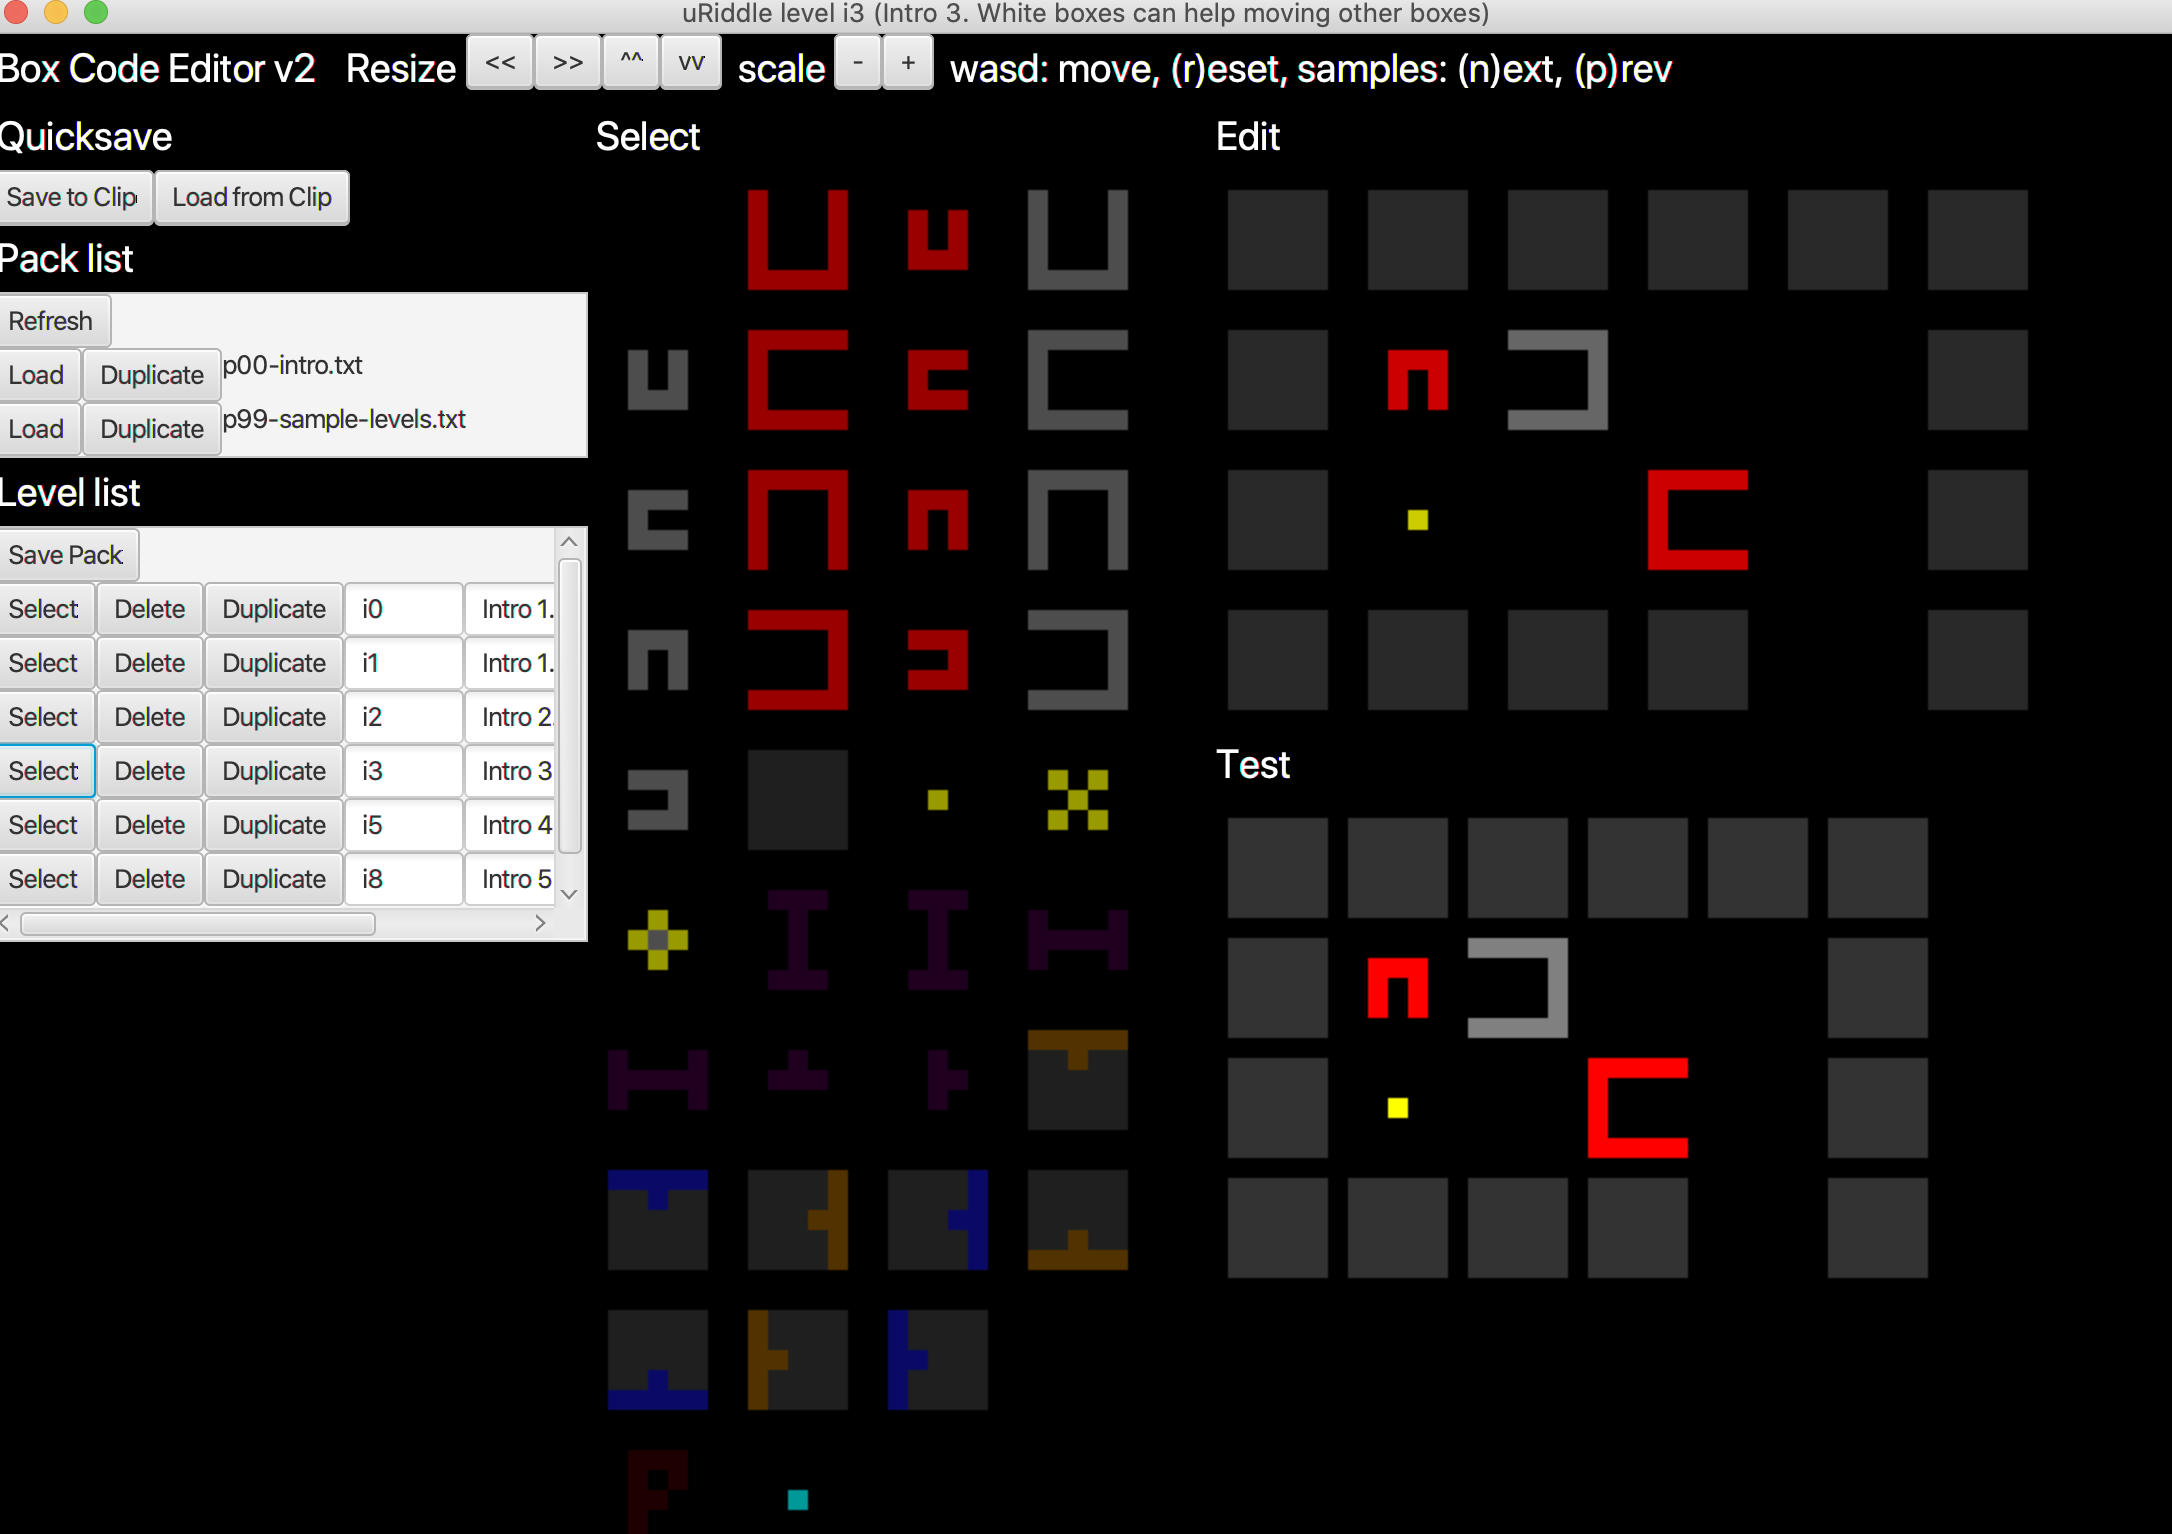 uRiddle level i3 (Intro 3. White boxes can help moving other boxes)
Box Code Editor v2 Resize << >> ^^ vv scale - + wasd: move, (r)eset, samples: (n)ext, (p)rev
Quicksave
Save to Clip Load from Clip
Pack list
Refresh
Load Duplicate p00-intro.txt
Load Duplicate p99-sample-levels.txt
Level list
Save Pack
Select Delete Duplicate i0 Intro 1.
Select Delete Duplicate i1 Intro 1.
Select Delete Duplicate i2 Intro 2.
Select Delete Duplicate i3 Intro 3
Select Delete Duplicate i5 Intro 4
Select Delete Duplicate i8 Intro 5
Select
Edit
Test